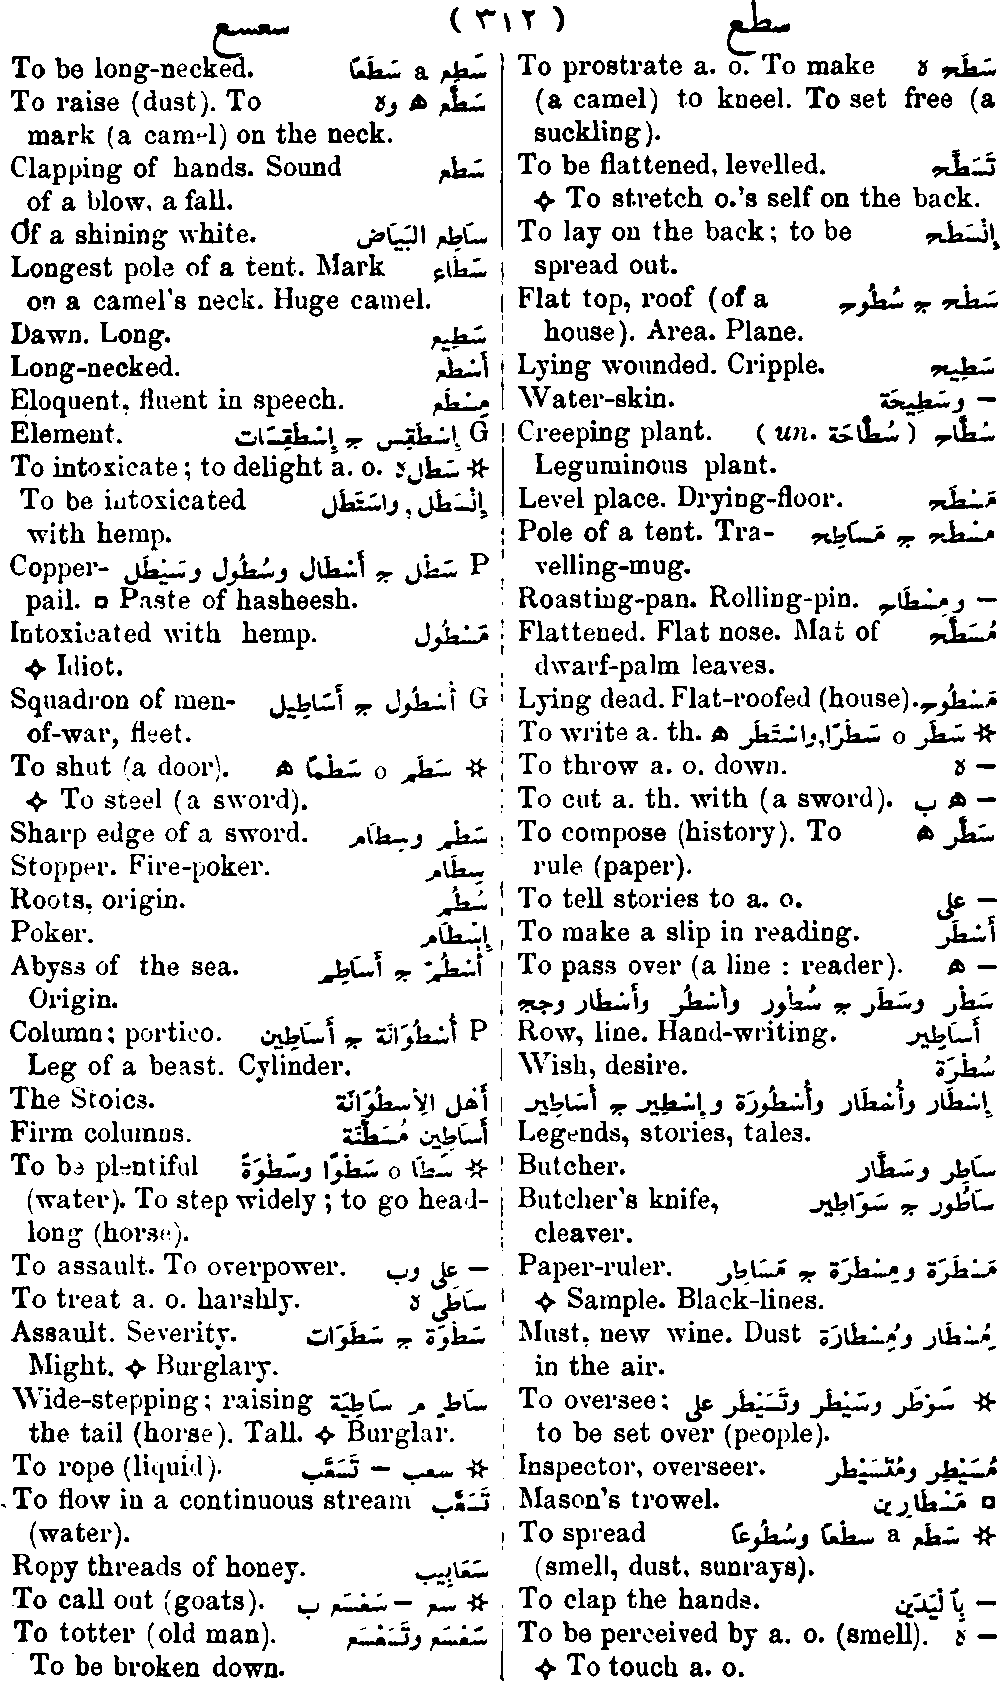 سطع ( ٣١٢ ) سعسع
To prostrate a. o. To make سَطَح ه
(a camel) to kneel. To set free (a
suckling).
To be flattened, levelled. تَسَطَّح
✧ To stretch o.'s self on the back.
To lay on the back; to be إِنْسَطَح
spread out.
Flat top, roof (of a سَطْح ج سُطُوح
house). Area. Plane.
Lying wounded. Cripple. سَطِيح
Water-skin. – وسَطِيحَة
Creeping plant. سُطَّاح ( un. سُطَّاحَة )
Leguminous plant.
Level place. Drying-floor. مَسْطَح
Pole of a tent. Tra- مِسْطَح ج مَسَاطِح
velling-mug.
Roasting-pan. Rolling-pin. – ومِسْطَاح
Flattened. Flat nose. Mat of مُسَطَّح
dwarf-palm leaves.
Lying dead. Flat-roofed (house). مَسْطُوح
To write a. th. ✲ سَطَر o سَطْرًا, واسْتَطَر ه
To throw a. o. down. – ه
To cut a. th. with (a sword). – ه ب
To compose (history). To سَطَّر ه
rule (paper).
To tell stories to a. o. – على
To make a slip in reading. أَسْطَر
To pass over (a line : reader). – ه
سَطْر وسَطَر ج سُطُور وأَسْطُر وأَسْطَار وجج
Row, line. Hand-writing. أَسَاطِير
Wish, desire. سُطْرَة
إِسْطَار وأُسْطَار وأُسْطُورَة وإِسْطِير ج أَسَاطِير
Legends, stories, tales.
Butcher. سَاطِر وسَطَّار
Butcher's knife, سَاطُور ج سَوَاطِير
cleaver.
Paper-ruler. مَسْطَرَة ومِسْطَرَة ج مَسَاطِر
✧ Sample. Black-lines.
Must, new wine. Dust مُسْطَار ومُسْطَارَة
in the air.
To oversee; ✲ سَوْطَر وسَيْطَر وتَسَيْطَر على
to be set over (people).
Inspector, overseer. مُسَيْطِر ومُتَسَيْطِر
Mason's trowel. ▫ مَسْطَارِين
To spread ✲ سَطَع a سَطْعًا وسُطُوعًا
(smell, dust, sunrays).
To clap the hands. – بِٱلْيَدَيْن
To be perceived by a. o. (smell). – ه
✧ To touch a. o.
To be long-necked. سَطِع a سَطَعًا
To raise (dust). To سَطَّع ه وه
mark (a camel) on the neck.
Clapping of hands. Sound سَطْع
of a blow, a fall.
Of a shining white. سَاطِع البَيَاض
Longest pole of a tent. Mark سِطَاع
on a camel's neck. Huge camel.
Dawn. Long. سَطِيع
Long-necked. أَسْطَع
Eloquent, fluent in speech. مِسْطَع
Element. G إِسْطَقِس ج إِسْطَقِسَات
To intoxicate; to delight a. o. ✲ سَطَل ه
To be intoxicated إِنْسَطَل, واسْتَطَل
with hemp.
Copper- P سَطْل ج أَسْطَال وسُطُول وسَيْطَل
pail. ▫ Paste of hasheesh.
Intoxicated with hemp. مَسْطُول
✧ Idiot.
Squadron of men- G أُسْطُول ج أَسَاطِيل
of-war, fleet.
To shut (a door). ✲ سَطَم o سَطْمًا ه
✧ To steel (a sword).
Sharp edge of a sword. سَطْم وسِطَام
Stopper. Fire-poker. سِطَام
Roots, origin. سُطُم
Poker. إِسْطَام
Abyss of the sea. أُسْطُمّ ج أَسَاطِم
Origin.
Column; portico. P أُسْطُوَانَة ج أَسَاطِين
Leg of a beast. Cylinder.
The Stoics. أَهْل الأُسْطُوَانَة
Firm columns. أَسَاطِين مُسَطَّنَة
To be plentiful ✲ سَطَا o سَطْوًا وسَطْوَةً
(water). To step widely; to go head-
long (horse).
To assault. To overpower. – على وب
To treat a. o. harshly. سَاطَى ه
Assault. Severity. سَطْوَة ج سَطَوَات
Might. ✧ Burglary.
Wide-stepping; raising سَاطٍ م سَاطِيَة
the tail (horse). Tall. ✧ Burglar.
To rope (liquid). ✲ سعب – تَسَعَّب
To flow in a continuous stream تَسَعَّب
(water).
Ropy threads of honey. سَعَابِيب
To call out (goats). ✲ سع – سَعْسَع ب
To totter (old man). سَعْسَع وتَسَعْسَع
To be broken down.